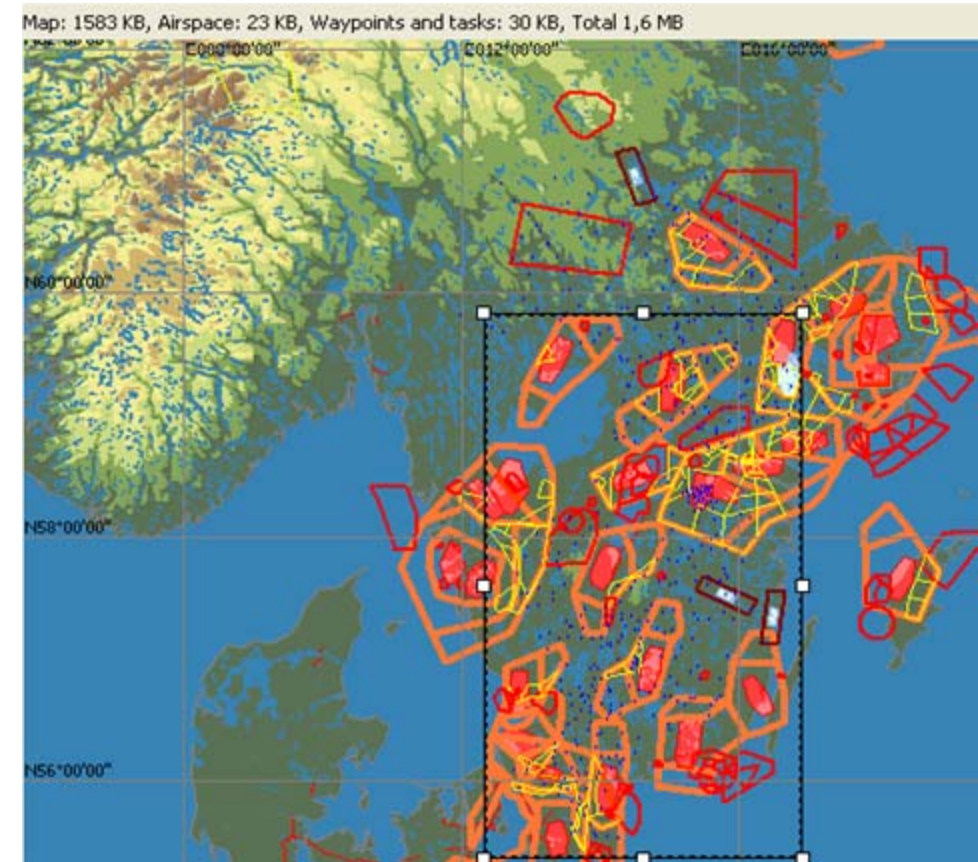 Map: 1583 KB, Airspace: 23 KB, Waypoints and tasks: 30 KB, Total 1,6 MB
E008°00'00" E012°00'00" E016°00'00"
N60°00'00"
N58°00'00"
N56°00'00"